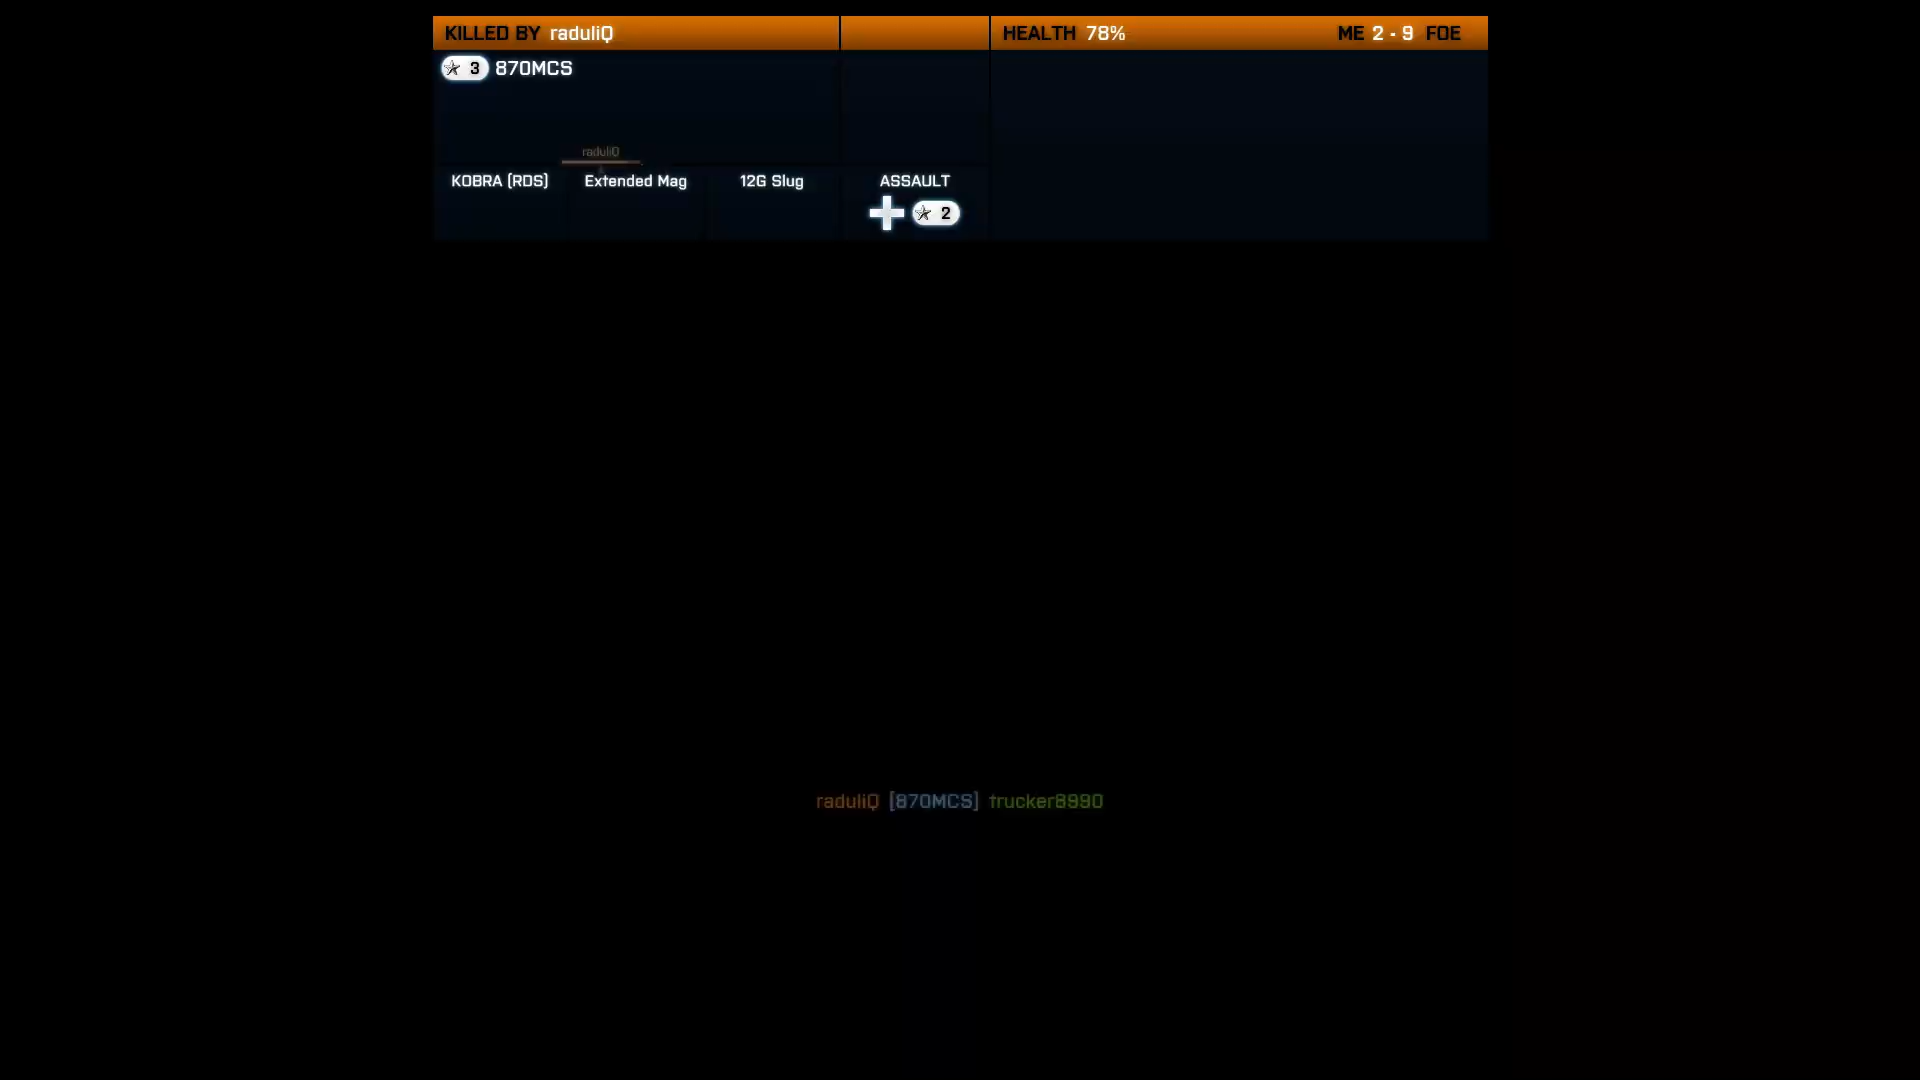 KILLED BY raduliQ HEALTH 78% ME 2 - 9 FOE
3 870MCS
raduliQ
KOBRA (RDS) Extended Mag 12G Slug ASSAULT
2
raduliQ [870MCS] trucker8990